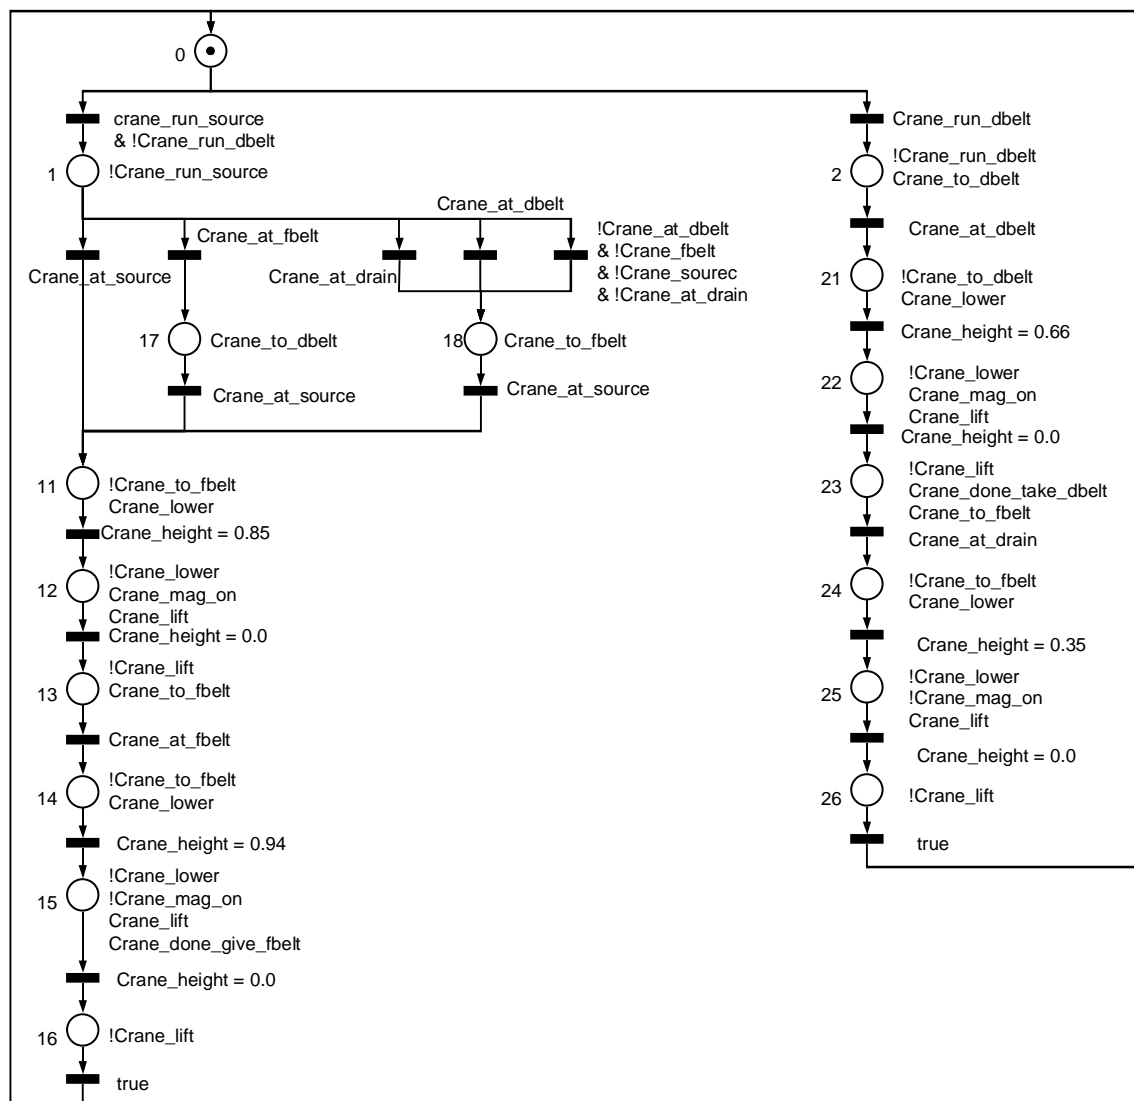 0
crane_run_source
& !Crane_run_dbelt
Crane_run_dbelt
1
!Crane_run_source
2
!Crane_run_dbelt
Crane_to_dbelt
Crane_at_dbelt
Crane_at_fbelt
!Crane_at_dbelt
& !Crane_fbelt
& !Crane_sourec
& !Crane_at_drain
Crane_at_source
Crane_at_drain
Crane_at_dbelt
21
!Crane_to_dbelt
Crane_lower
17
Crane_to_dbelt
18
Crane_to_fbelt
Crane_height = 0.66
Crane_at_source
Crane_at_source
22
!Crane_lower
Crane_mag_on
Crane_lift
Crane_height = 0.0
11
!Crane_to_fbelt
Crane_lower
Crane_height = 0.85
23
!Crane_lift
Crane_done_take_dbelt
Crane_to_fbelt
Crane_at_drain
12
!Crane_lower
Crane_mag_on
Crane_lift
Crane_height = 0.0
24
!Crane_to_fbelt
Crane_lower
Crane_height = 0.35
13
!Crane_lift
Crane_to_fbelt
Crane_at_fbelt
25
!Crane_lower
!Crane_mag_on
Crane_lift
Crane_height = 0.0
14
!Crane_to_fbelt
Crane_lower
Crane_height = 0.94
26
!Crane_lift
true
15
!Crane_lower
!Crane_mag_on
Crane_lift
Crane_done_give_fbelt
Crane_height = 0.0
16
!Crane_lift
true